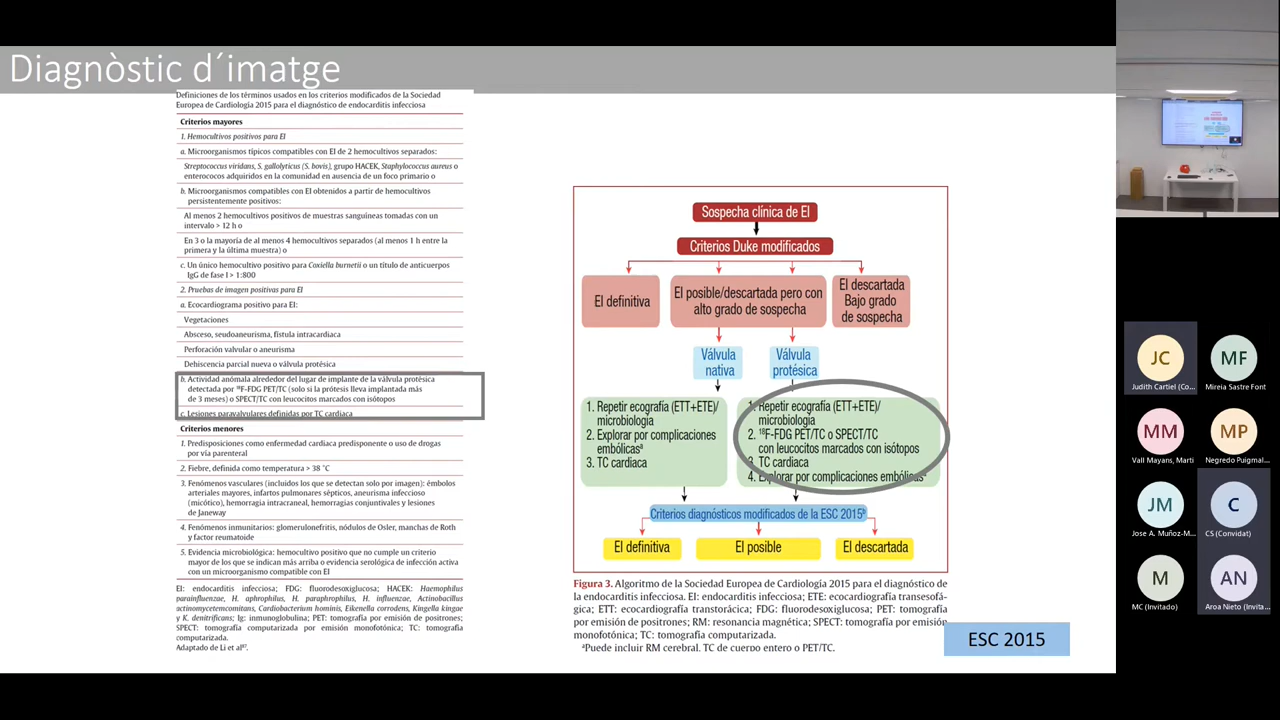 Diagnòstic d´imatge
Definiciones de los términos usados en los criterios modificados de la Sociedad
Europea de Cardiología 2015 para el diagnóstico de endocarditis infecciosa
Criterios mayores
1. Hemocultivos positivos para EI
a. Microorganismos típicos compatibles con EI de 2 hemocultivos separados:
Streptococcus viridans, S. gallolyticus (S. bovis), grupo HACEK, Staphylococcus aureus o
enterococos adquiridos en la comunidad en ausencia de un foco primario o
b. Microorganismos compatibles con EI obtenidos a partir de hemocultivos
persistentemente positivos:
Al menos 2 hemocultivos positivos de muestras sanguíneas tomadas con un
intervalo > 12 h o
En 3 o la mayoría de al menos 4 hemocultivos separados (al menos 1 h entre la
primera y la última muestra) o
c. Un único hemocultivo positivo para Coxiella burnetii o un título de anticuerpos
IgG de fase I > 1:800
2. Pruebas de imagen positivas para EI
a. Ecocardiograma positivo para EI:
Vegetaciones
Absceso, seudoaneurisma, fístula intracardiaca
Perforación valvular o aneurisma
Dehiscencia parcial nueva o válvula protésica
b. Actividad anómala alrededor del lugar de implante de la válvula protésica
detectada por ¹⁸F-FDG PET/TC (solo si la prótesis lleva implantada más
de 3 meses) o SPECT/TC con leucocitos marcados con isótopos
c. Lesiones paravalvulares definidas por TC cardiaca
Criterios menores
1. Predisposiciones como enfermedad cardiaca predisponente o uso de drogas
por vía parenteral
2. Fiebre, definida como temperatura > 38 °C
3. Fenómenos vasculares (incluidos los que se detectan solo por imagen): émbolos
arteriales mayores, infartos pulmonares sépticos, aneurisma infeccioso
(micótico), hemorragia intracraneal, hemorragias conjuntivales y lesiones
de Janeway
4. Fenómenos inmunitarios: glomerulonefritis, nódulos de Osler, manchas de Roth
y factor reumatoide
5. Evidencia microbiológica: hemocultivo positivo que no cumple un criterio
mayor de los que se indican más arriba o evidencia serológica de infección activa
con un microorganismo compatible con EI
EI: endocarditis infecciosa; FDG: fluorodesoxiglucosa; HACEK: Haemophilus
parainfluenzae, H. aphrophilus, H. paraphrophilus, H. influenzae, Actinobacillus
actinomycetemcomitans, Cardiobacterium hominis, Eikenella corrodens, Kingella kingae
y K. denitrificans; Ig: inmunoglobulina; PET: tomografía por emisión de positrones;
SPECT: tomografía computarizada por emisión monofotónica; TC: tomografía
computarizada.
Adaptado de Li et al⁸⁷.
Sospecha clínica de EI
Criterios Duke modificados
EI definitiva
EI posible/descartada pero con
alto grado de sospecha
EI descartada
Bajo grado
de sospecha
Válvula
nativa
Válvula
protésica
1. Repetir ecografía (ETT+ETE)/
microbiología
2. Explorar por complicaciones
embólicasª
3. TC cardiaca
1. Repetir ecografía (ETT+ETE)/
microbiología
2. ¹⁸F-FDG PET/TC o SPECT/TC
con leucocitos marcados con isótopos
3. TC cardiaca
4. Explorar por complicaciones embólicasª
Criterios diagnósticos modificados de la ESC 2015ᵇ
EI definitiva
EI posible
EI descartada
Figura 3. Algoritmo de la Sociedad Europea de Cardiología 2015 para el diagnóstico de
la endocarditis infecciosa. EI: endocarditis infecciosa; ETE: ecocardiografía transesofá-
gica; ETT: ecocardiografía transtorácica; FDG: fluorodesoxiglucosa; PET: tomografía
por emisión de positrones; RM: resonancia magnética; SPECT: tomografía por emisión
monofotónica; TC: tomografía computarizada.
ªPuede incluir RM cerebral, TC de cuerpo entero o PET/TC.
ESC 2015
JC
Judith Cartiel (Co...
MF
Mireia Sastre Font
MM
Vall Mayans, Marti
MP
Negredo Puigmal...
JM
Jose A. Muñoz-M...
C
CS (Convidat)
M
MC (Invitado)
AN
Aroa Nieto (Invita...